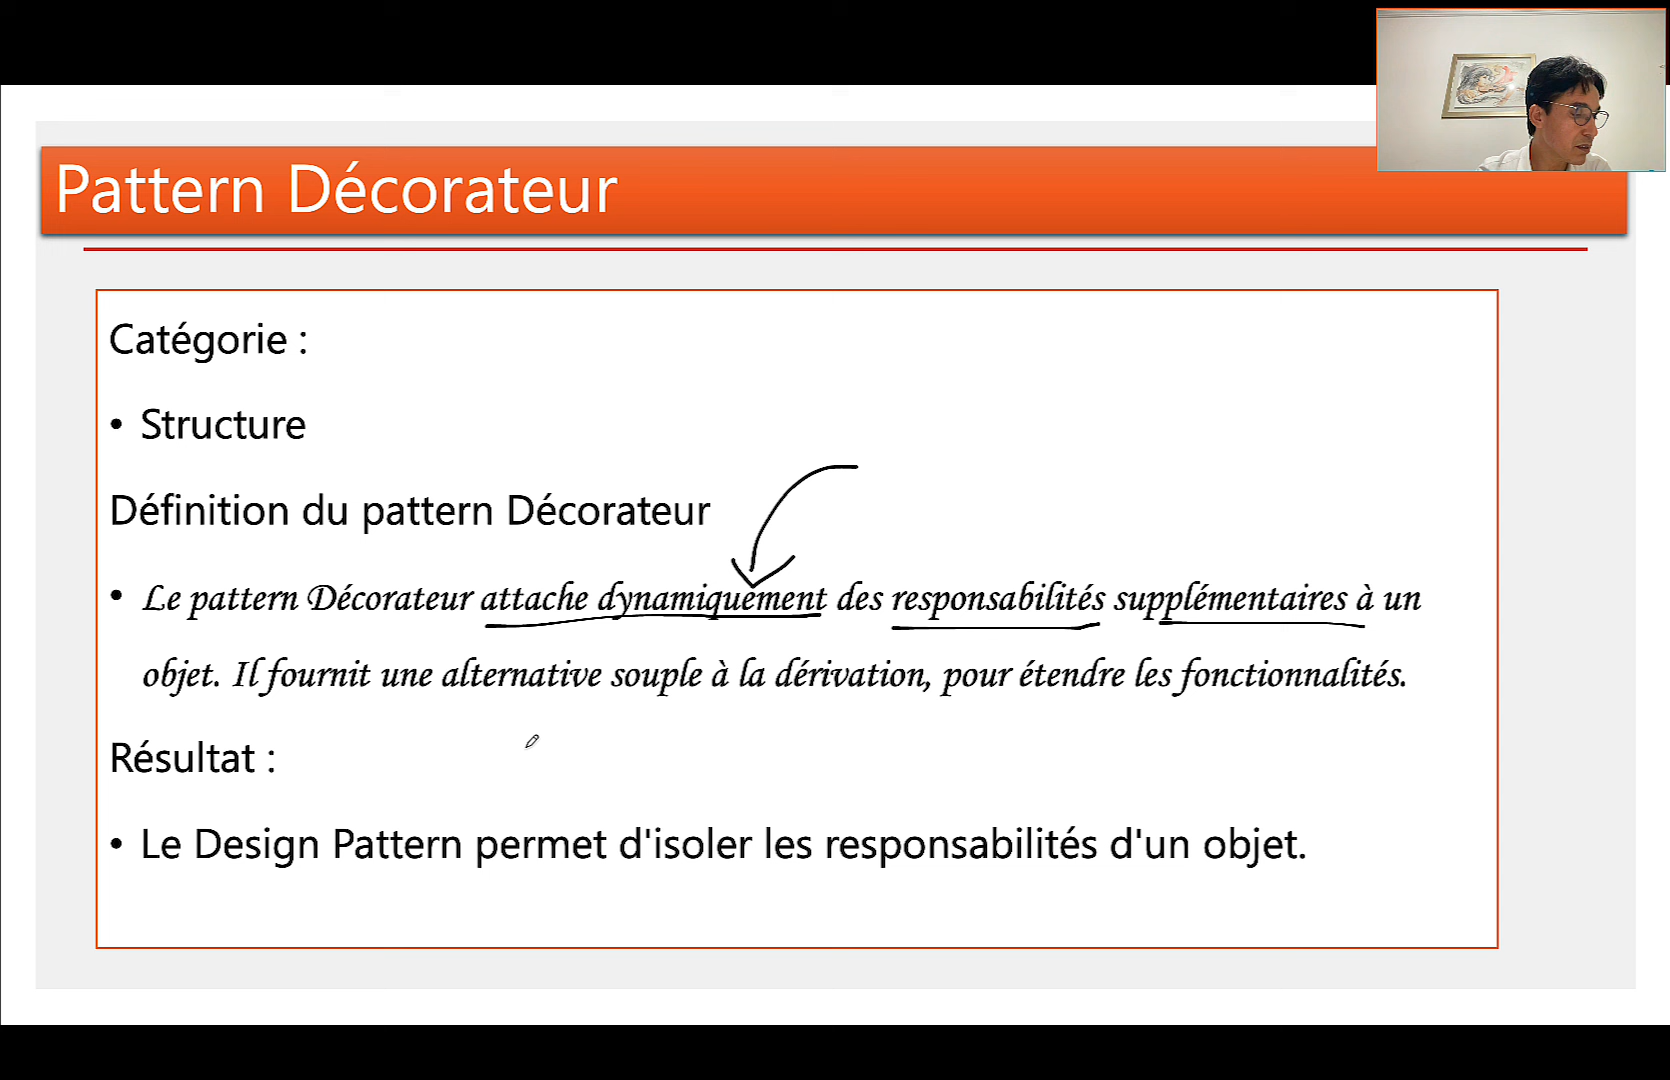 Pattern Décorateur
Catégorie :
• Structure
Définition du pattern Décorateur
• Le pattern Décorateur attache dynamiquement des responsabilités supplémentaires à un
objet. Il fournit une alternative souple à la dérivation, pour étendre les fonctionnalités.
Résultat :
• Le Design Pattern permet d'isoler les responsabilités d'un objet.